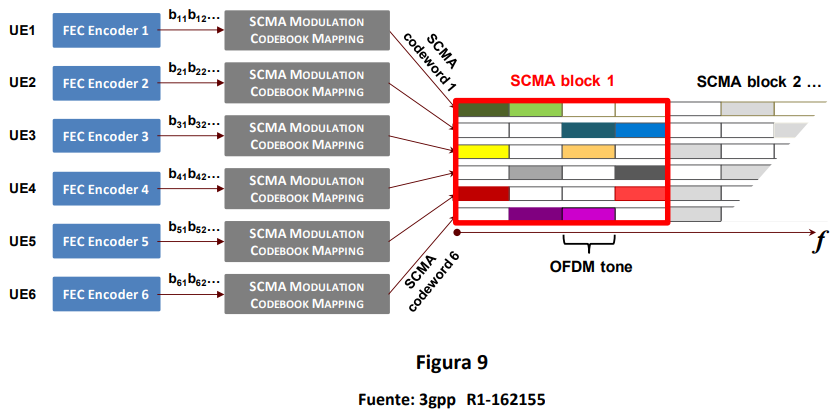 UE1
FEC Encoder 1
b11b12...
SCMA MODULATION
CODEBOOK MAPPING
UE2
FEC Encoder 2
b21b22...
SCMA MODULATION
CODEBOOK MAPPING
UE3
FEC Encoder 3
b31b32...
SCMA MODULATION
CODEBOOK MAPPING
UE4
FEC Encoder 4
b41b42...
SCMA MODULATION
CODEBOOK MAPPING
UE5
FEC Encoder 5
b51b52...
SCMA MODULATION
CODEBOOK MAPPING
UE6
FEC Encoder 6
b61b62...
SCMA MODULATION
CODEBOOK MAPPING
SCMA
codeword 1
SCMA
codeword 6
SCMA block 1
SCMA block 2 ...
f
OFDM tone
Figura 9
Fuente: 3gpp R1-162155